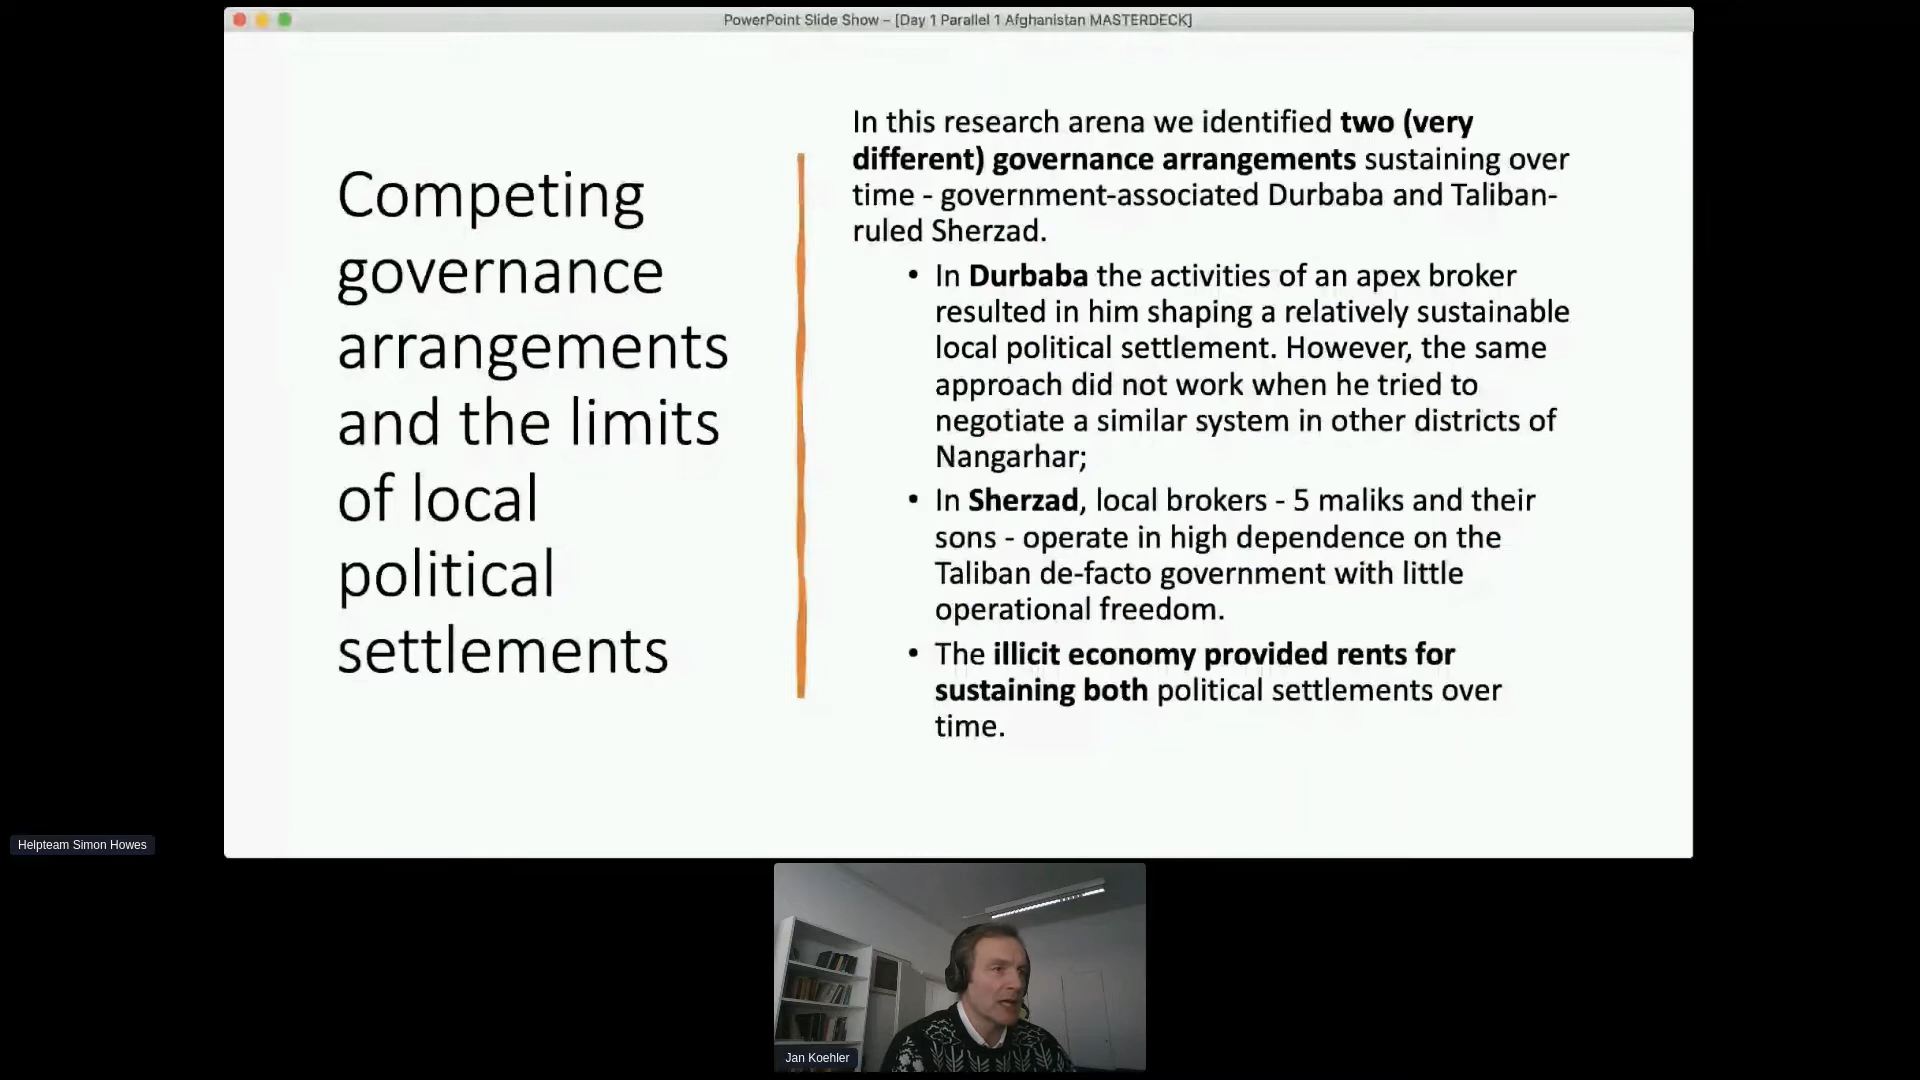 PowerPoint Slide Show – [Day 1 Parallel 1 Afghanistan MASTERDECK]
Competing
governance
arrangements
and the limits
of local
political
settlements
In this research arena we identified two (very
different) governance arrangements sustaining over
time - government-associated Durbaba and Taliban-
ruled Sherzad.
• In Durbaba the activities of an apex broker
resulted in him shaping a relatively sustainable
local political settlement. However, the same
approach did not work when he tried to
negotiate a similar system in other districts of
Nangarhar;
• In Sherzad, local brokers - 5 maliks and their
sons - operate in high dependence on the
Taliban de-facto government with little
operational freedom.
• The illicit economy provided rents for
sustaining both political settlements over
time.
Helpteam Simon Howes
Jan Koehler